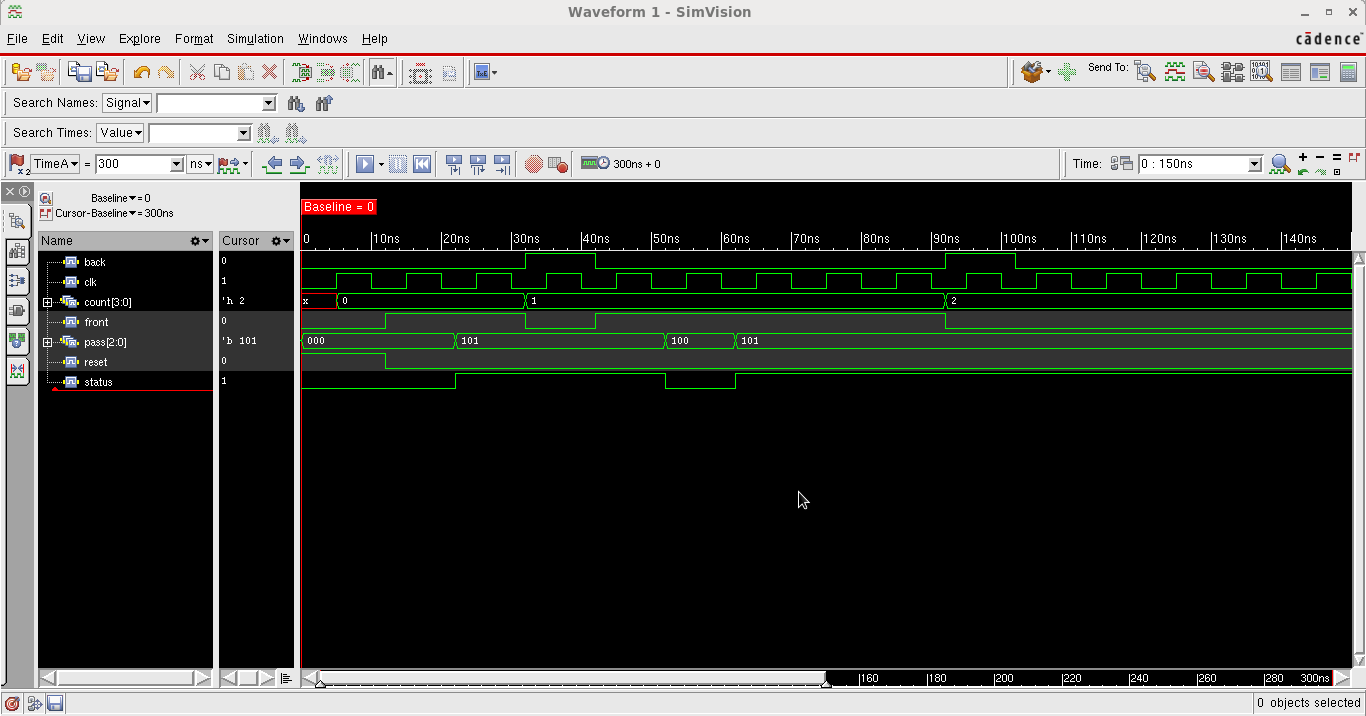 Waveform 1 - SimVision
File Edit View Explore Format Simulation Windows Help
cādence
Send To:
Search Names: Signal
Search Times: Value
x2 TimeA = 300 ns 300ns + 0 Time: 0 : 150ns
Baseline = 0
Cursor-Baseline = 300ns
Baseline = 0
Name Cursor 0 10ns 20ns 30ns 40ns 50ns 60ns 70ns 80ns 90ns 100ns 110ns 120ns 130ns 140ns
back 0
clk 1
count[3:0] 'h 2 x 0 1 2
front 0
pass[2:0] 'b 101 000 101 100 101
reset 0
status 1
160 180 200 220 240 260 280 300ns
0 objects selected